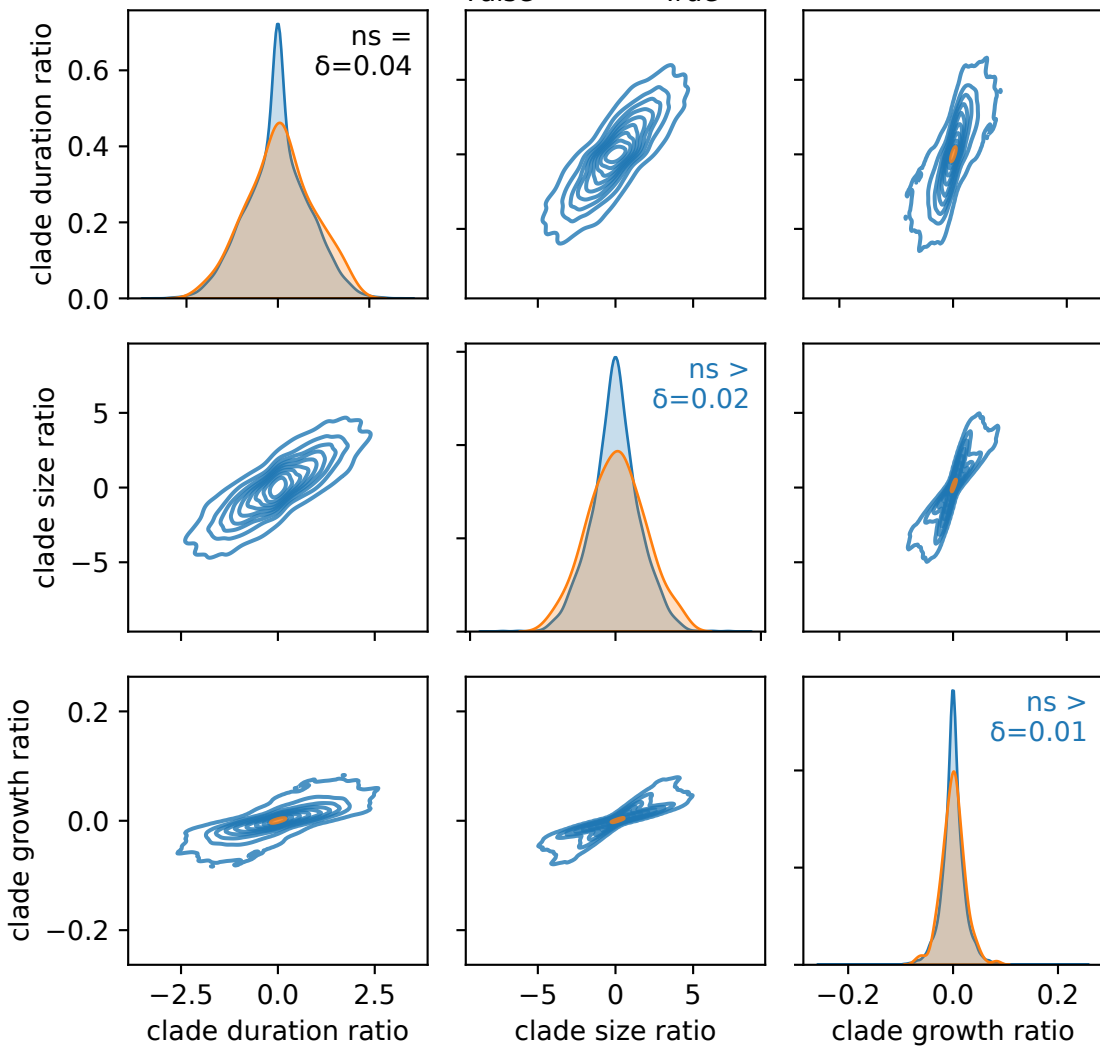 clade duration ratio
0.6
0.4
0.2
0.0
ns =
δ=0.04
clade size ratio
5
0
−5
ns >
δ=0.02
clade growth ratio
0.2
0.0
−0.2
ns >
δ=0.01
−2.5 0.0 2.5
−5 0 5
−0.2 0.0 0.2
clade duration ratio
clade size ratio
clade growth ratio